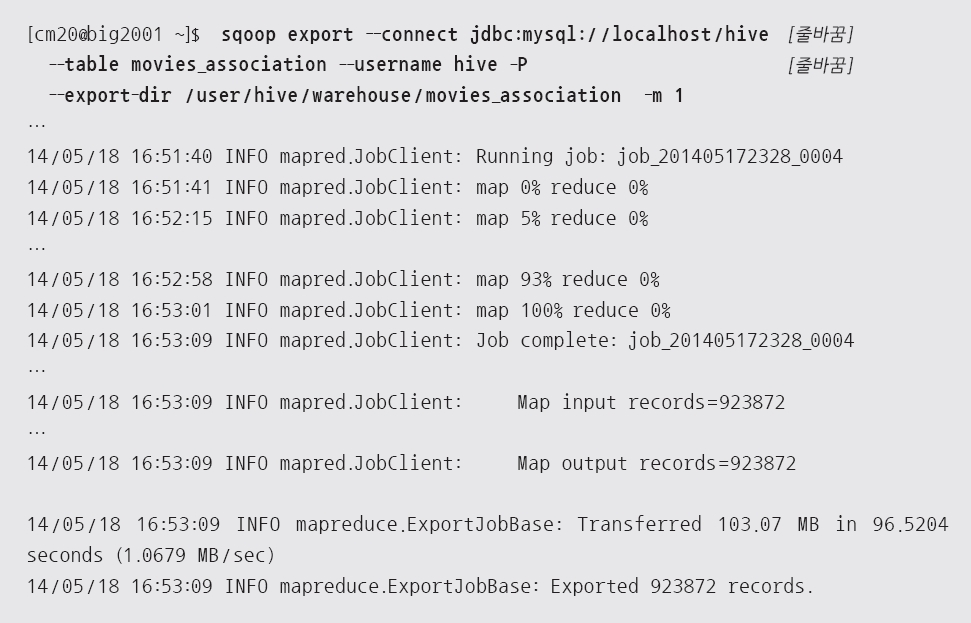 [cm20@big2001 ~]$ sqoop export --connect jdbc:mysql://localhost/hive [줄바꿈]
--table movies_association --username hive -P [줄바꿈]
--export-dir /user/hive/warehouse/movies_association -m 1
...
14/05/18 16:51:40 INFO mapred.JobClient: Running job: job_201405172328_0004
14/05/18 16:51:41 INFO mapred.JobClient: map 0% reduce 0%
14/05/18 16:52:15 INFO mapred.JobClient: map 5% reduce 0%
...
14/05/18 16:52:58 INFO mapred.JobClient: map 93% reduce 0%
14/05/18 16:53:01 INFO mapred.JobClient: map 100% reduce 0%
14/05/18 16:53:09 INFO mapred.JobClient: Job complete: job_201405172328_0004
...
14/05/18 16:53:09 INFO mapred.JobClient: Map input records=923872
...
14/05/18 16:53:09 INFO mapred.JobClient: Map output records=923872
14/05/18 16:53:09 INFO mapreduce.ExportJobBase: Transferred 103.07 MB in 96.5204
seconds (1.0679 MB/sec)
14/05/18 16:53:09 INFO mapreduce.ExportJobBase: Exported 923872 records.